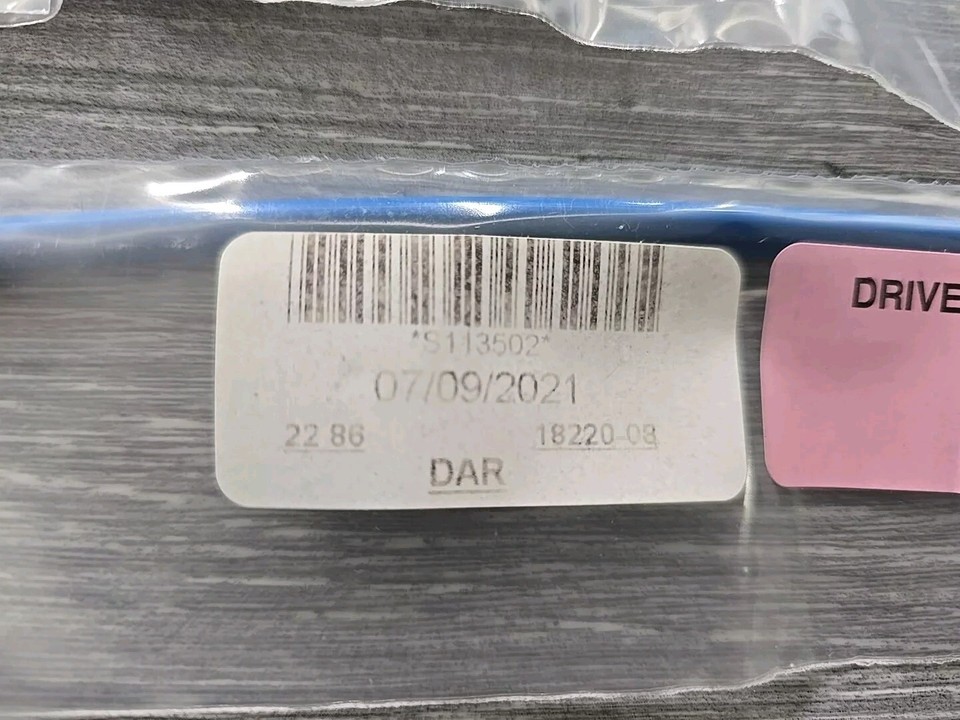 *S113502*
07/09/2021
22 86 18220-08
DAR
DRIVE